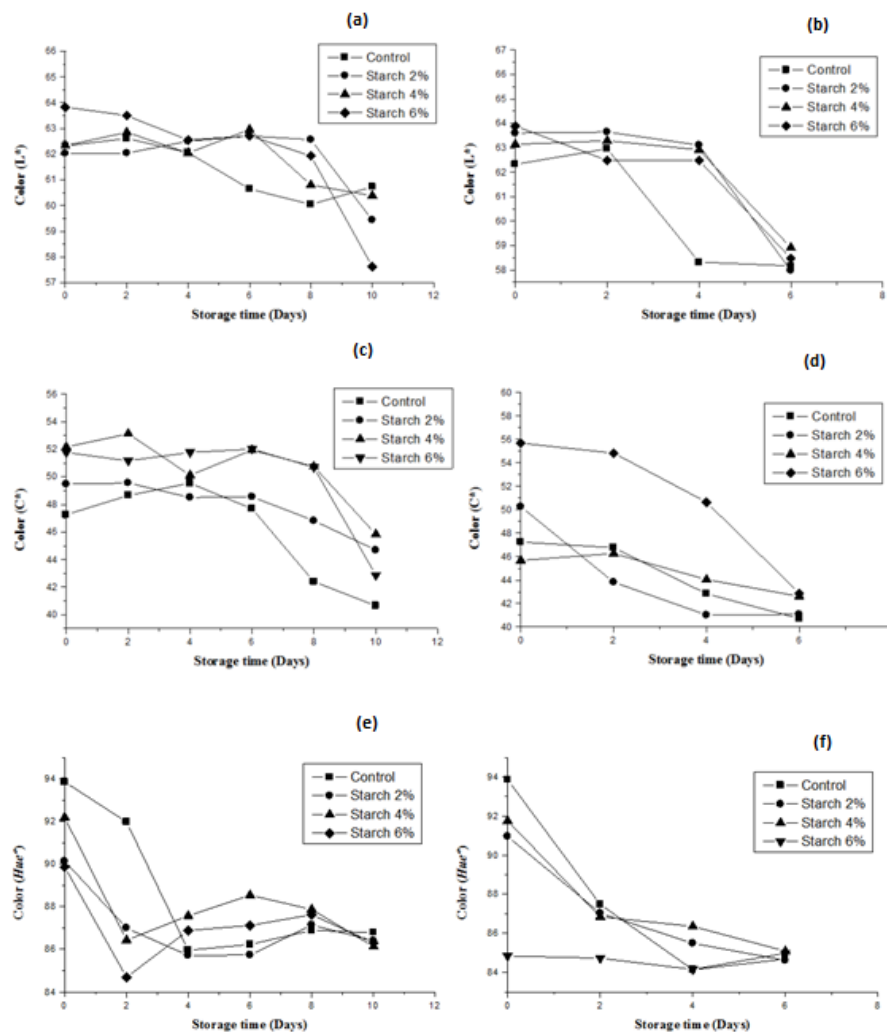 (a)
66
65
64
63
62
61
60
59
58
57
Color (L*)
Control
Starch 2%
Starch 4%
Starch 6%
0 2 4 6 8 10 12
Storage time (Days)
(b)
67
66
65
64
63
62
61
60
59
58
Color (L*)
Control
Starch 2%
Starch 4%
Starch 6%
0 2 4 6 8
Storage time (Days)
(c)
56
54
52
50
48
46
44
42
40
Color (C*)
Control
Starch 2%
Starch 4%
Starch 6%
0 2 4 6 8 10 12
Storage time (Days)
(d)
60
58
56
54
52
50
48
46
44
42
40
Color (C*)
Control
Starch 2%
Starch 4%
Starch 6%
0 2 4 6
Storage time (Days)
(e)
94
92
90
88
86
84
Color (Hue°)
Control
Starch 2%
Starch 4%
Starch 6%
0 2 4 6 8 10 12
Storage time (Days)
(f)
94
92
90
88
86
84
Color (Hue°)
Control
Starch 2%
Starch 4%
Starch 6%
0 2 4 6 8
Storage time (Days)